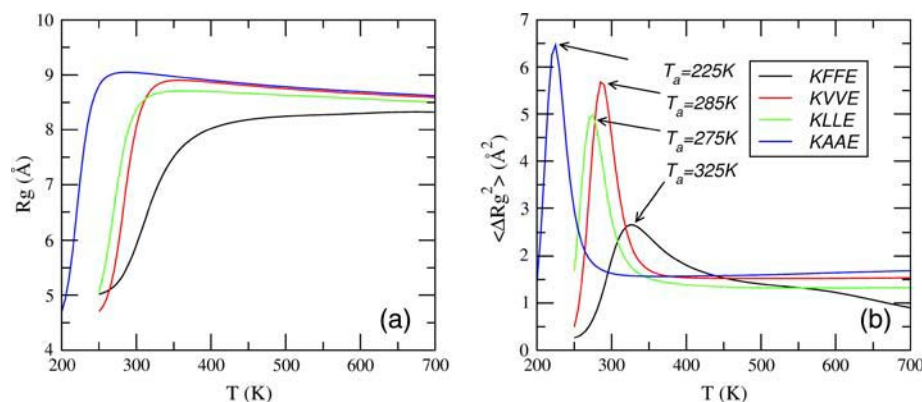 10
9
8
7
6
5
4
Rg (Å)
200 300 400 500 600 700
T (K)
(a)
7
6
5
4
3
2
1
0
<ΔRg²> (Å²)
Tₐ=225K
Tₐ=285K
Tₐ=275K
Tₐ=325K
KFFE
KVVE
KLLE
KAAE
200 300 400 500 600 700
T (K)
(b)